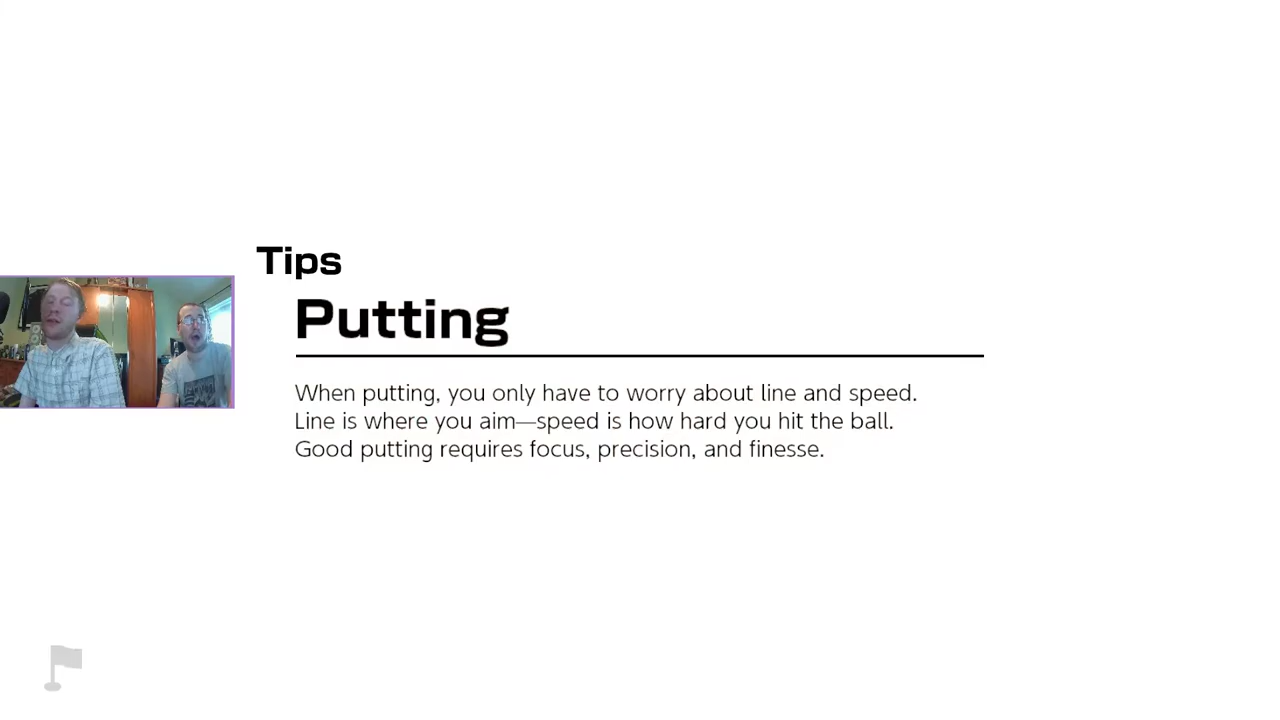 Tips
Putting
When putting, you only have to worry about line and speed.
Line is where you aim—speed is how hard you hit the ball.
Good putting requires focus, precision, and finesse.